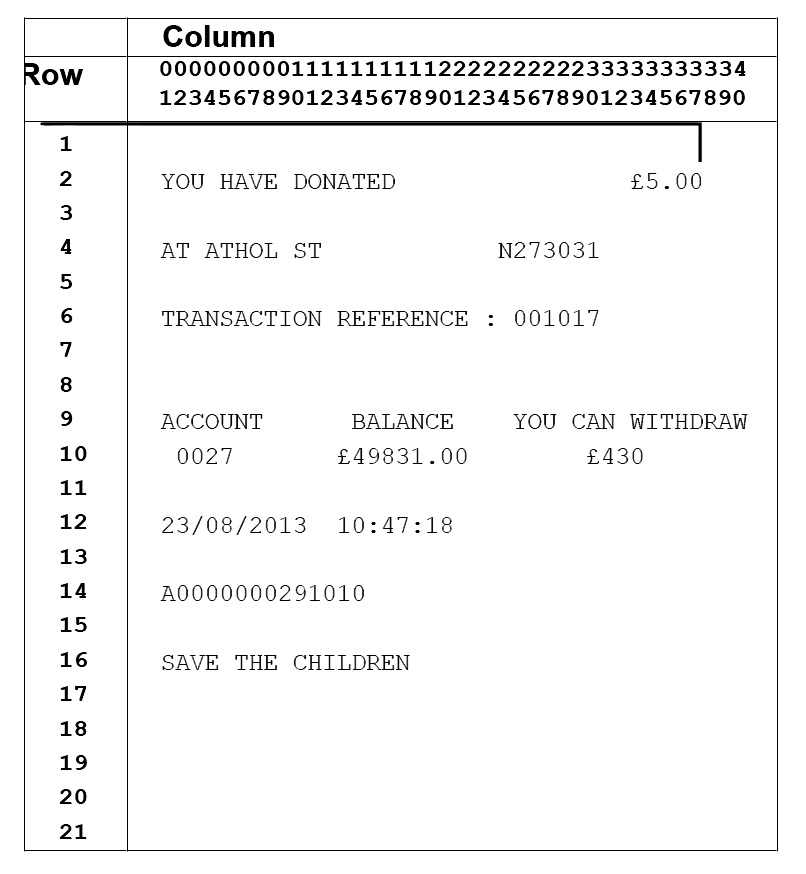 Column
Row
0000000001111111111222222222233333333334
1234567890123456789012345678901234567890
1
2 YOU HAVE DONATED £5.00
3
4 AT ATHOL ST N273031
5
6 TRANSACTION REFERENCE : 001017
7
8
9 ACCOUNT BALANCE YOU CAN WITHDRAW
10 0027 £49831.00 £430
11
12 23/08/2013 10:47:18
13
14 A0000000291010
15
16 SAVE THE CHILDREN
17
18
19
20
21